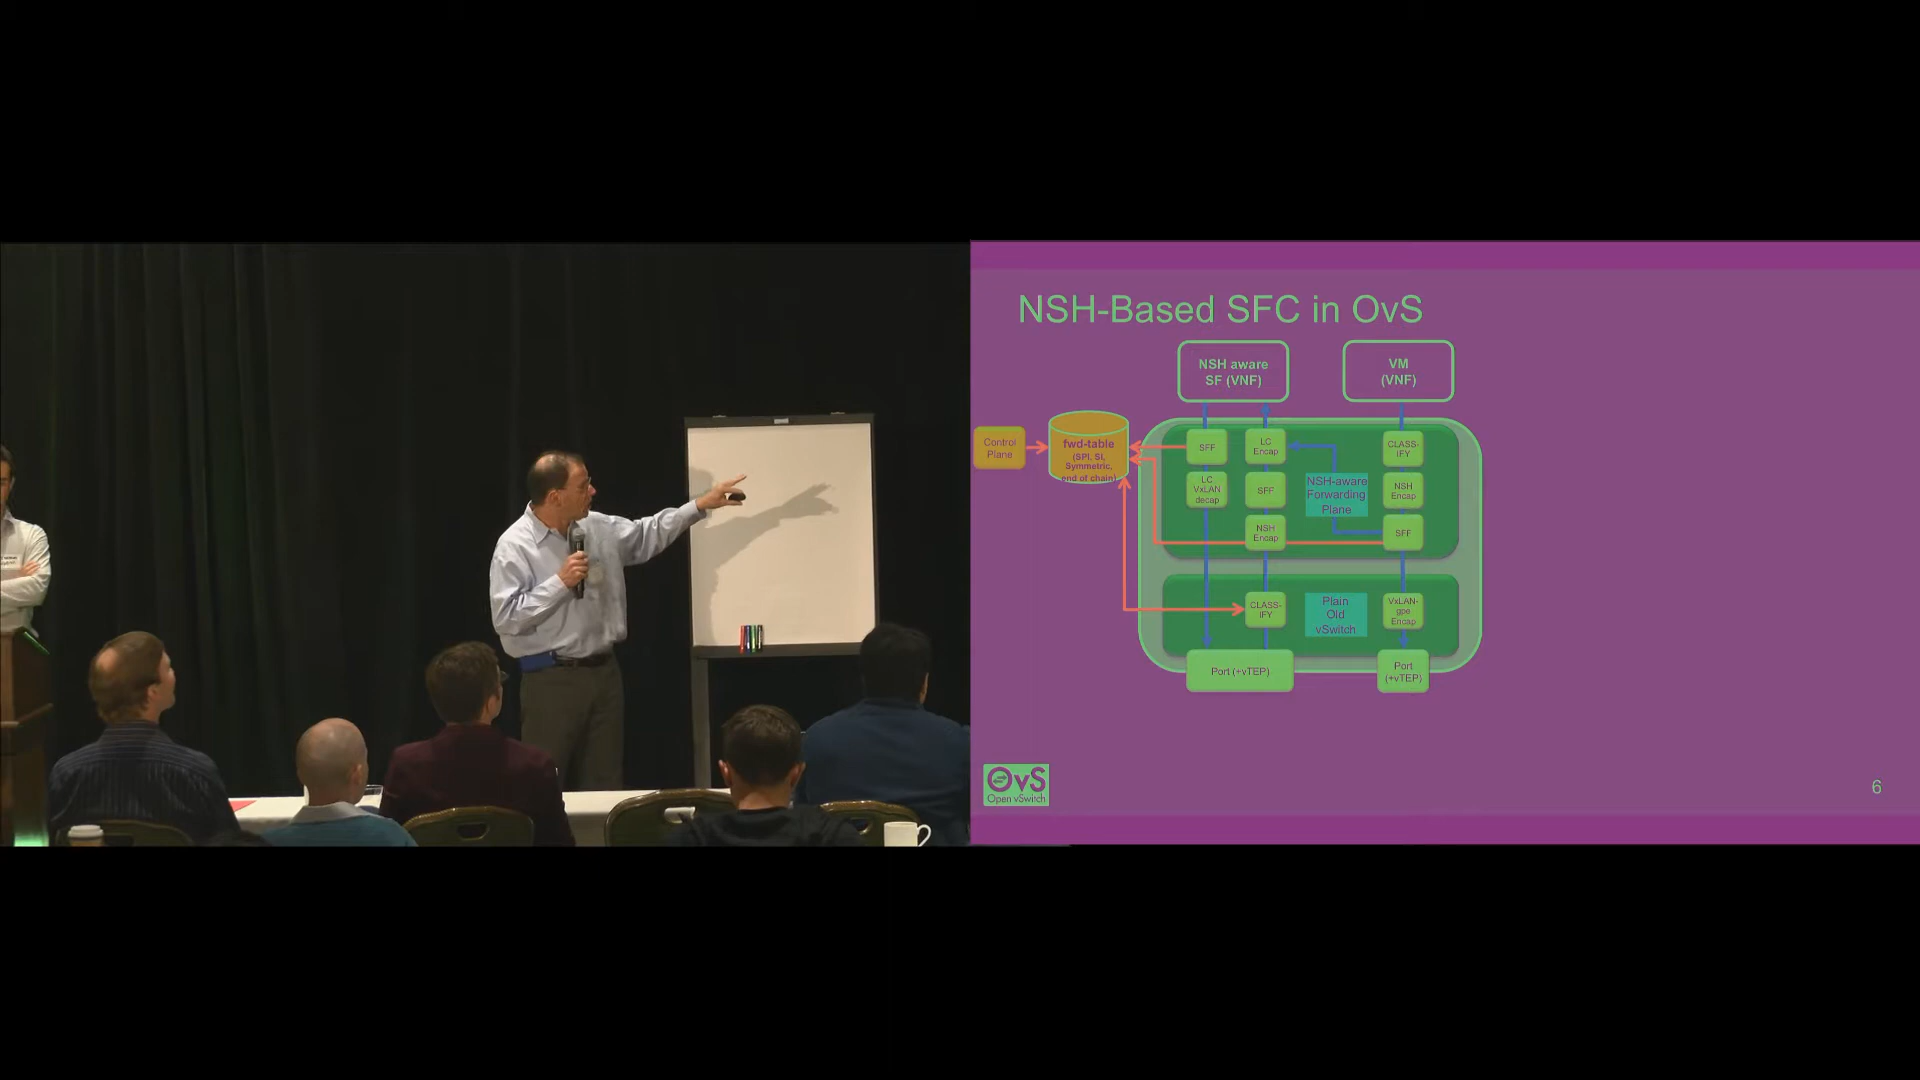 NSH-Based SFC in OvS
NSH aware
SF (VNF)
VM
(VNF)
Control
Plane
fwd-table
(SPI, SI,
Symmetric,
end of chain)
SFF
LC
VxLAN
decap
LC
Encap
SFF
NSH
Encap
NSH-aware
Forwarding
Plane
CLASS-
IFY
NSH
Encap
SFF
CLASS-
IFY
Plain
Old
vSwitch
VxLAN-
gpe
Encap
Port (+vTEP)
Port
(+vTEP)
OvS
Open vSwitch
6